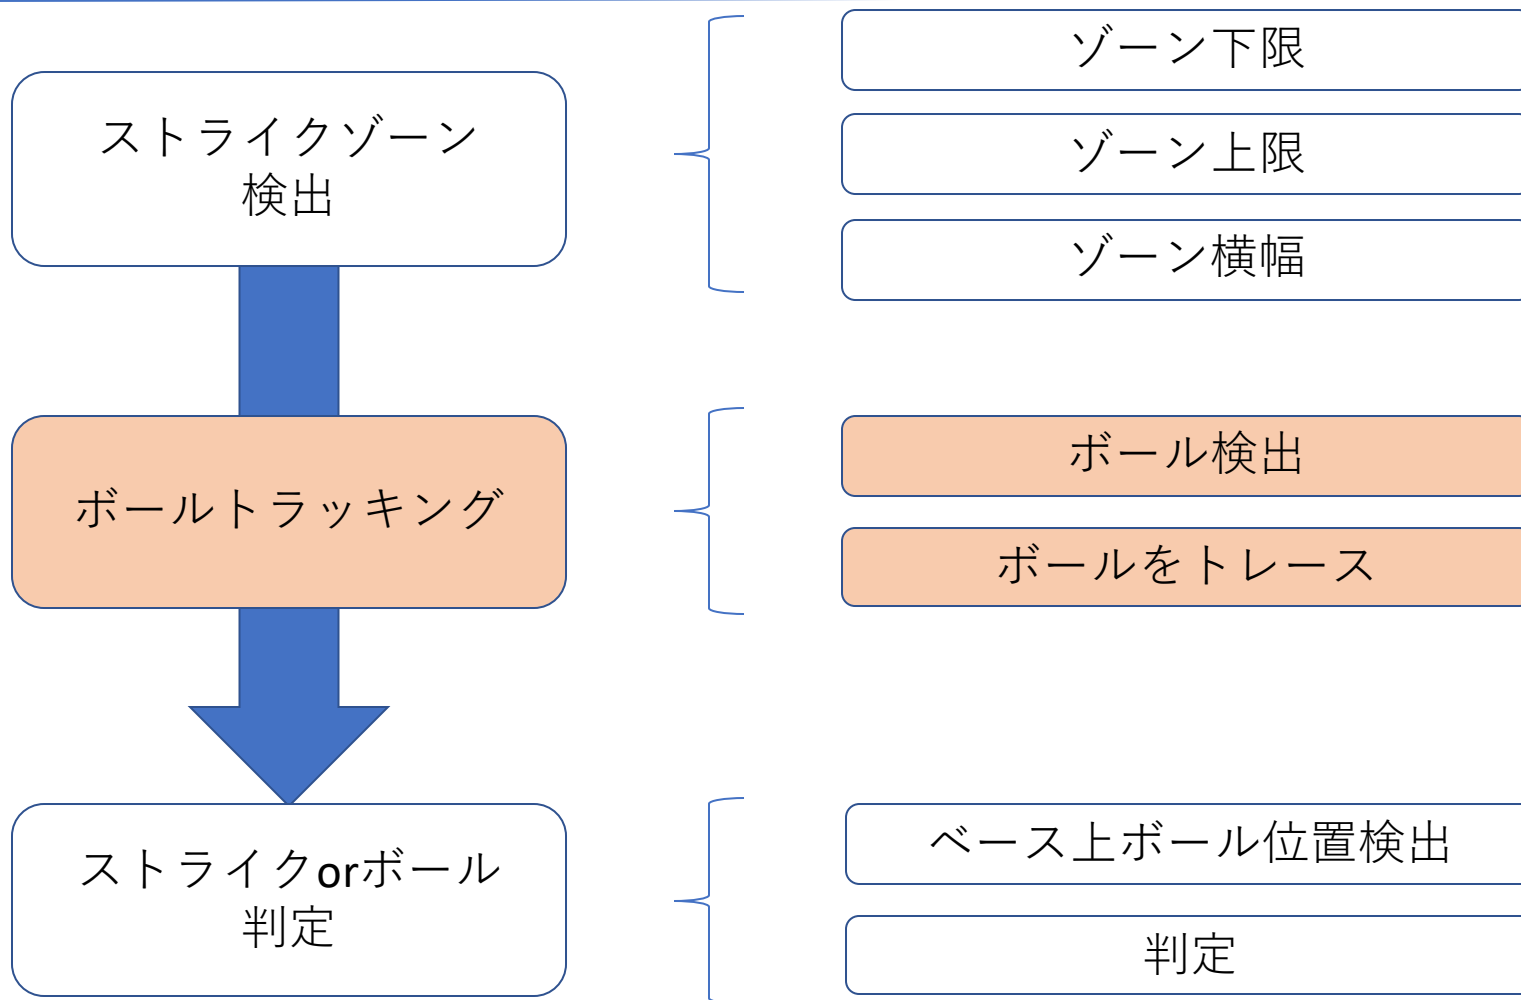 ストライクゾーン
検出
ゾーン下限
ゾーン上限
ゾーン横幅
ボールトラッキング
ボール検出
ボールをトレース
ストライクorボール
判定
ベース上ボール位置検出
判定